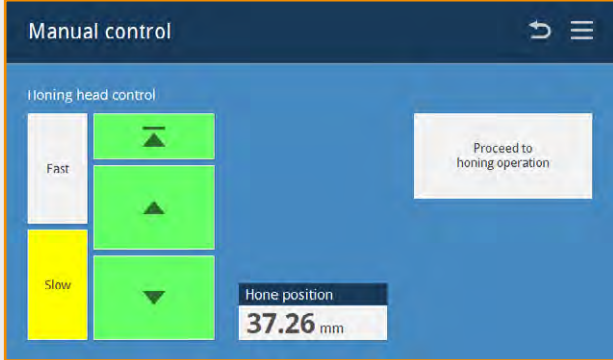 Manual control
Honing head control
Fast
Slow
Proceed to
honing operation
Hone position
37.26 mm